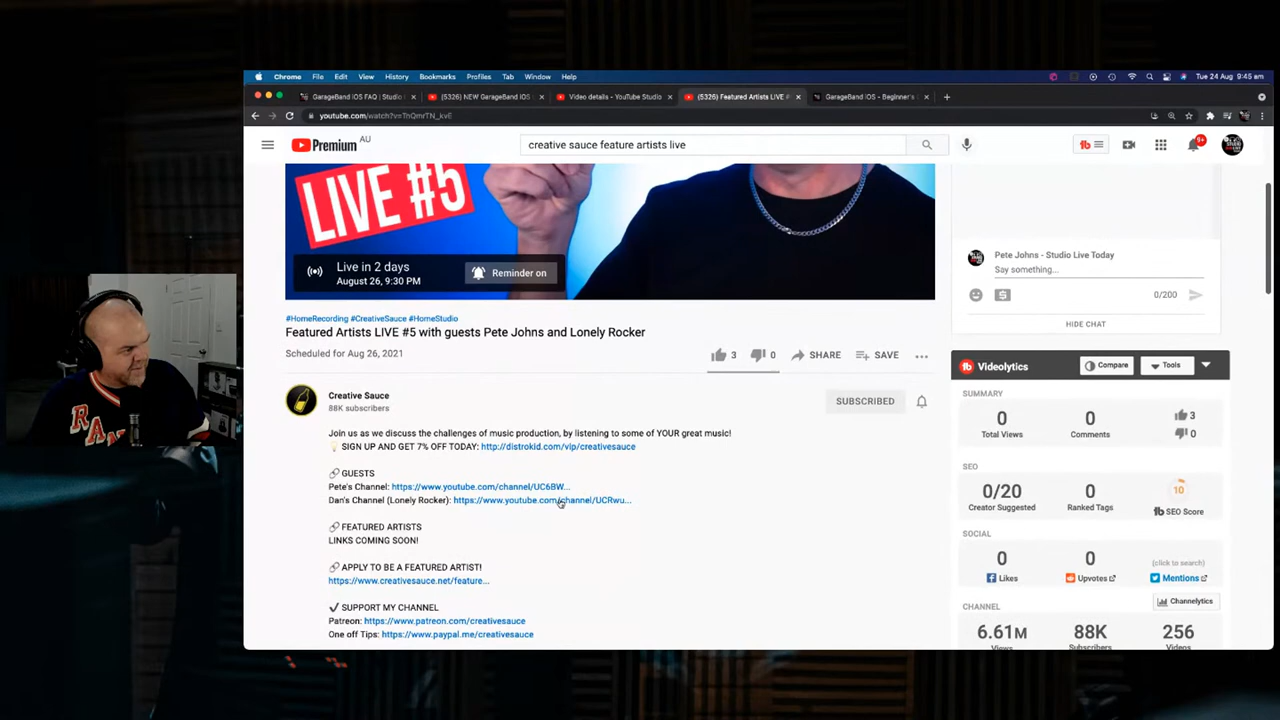 Chrome File Edit View History Bookmarks Profiles Tab Window Help Tue 24 Aug 9:45 am
GarageBand iOS FAQ | Studio (5326) NEW GarageBand iOS Video details - YouTube Studio (5326) Featured Artists LIVE # GarageBand iOS - Beginner's
youtube.com/watch?v=ThQmrTN_kvE
Premium AU
creative sauce feature artists live
9+
LIVE #5
Live in 2 days
August 26, 9:30 PM
Reminder on
#HomeRecording #CreativeSauce #HomeStudio
Featured Artists LIVE #5 with guests Pete Johns and Lonely Rocker
Scheduled for Aug 26, 2021
3 0 SHARE SAVE ...
Creative Sauce
88K subscribers
SUBSCRIBED
Join us as we discuss the challenges of music production, by listening to some of YOUR great music!
SIGN UP AND GET 7% OFF TODAY: http://distrokid.com/vip/creativesauce
GUESTS
Pete's Channel: https://www.youtube.com/channel/UC6BW...
Dan's Channel (Lonely Rocker): https://www.youtube.com/channel/UCRwu...
FEATURED ARTISTS
LINKS COMING SOON!
APPLY TO BE A FEATURED ARTIST!
https://www.creativesauce.net/feature...
SUPPORT MY CHANNEL
Patreon: https://www.patreon.com/creativesauce
One off Tips: https://www.paypal.me/creativesauce
Pete Johns - Studio Live Today
Say something...
0/200
HIDE CHAT
Videolytics Compare Tools
SUMMARY
0 0 3
Total Views Comments 0
SEO
0/20 0 10
Creator Suggested Ranked Tags SEO Score
SOCIAL
0 0 (click to search)
Likes Upvotes Mentions
Channelytics
CHANNEL
6.61M 88K 256
Views Subscribers Videos